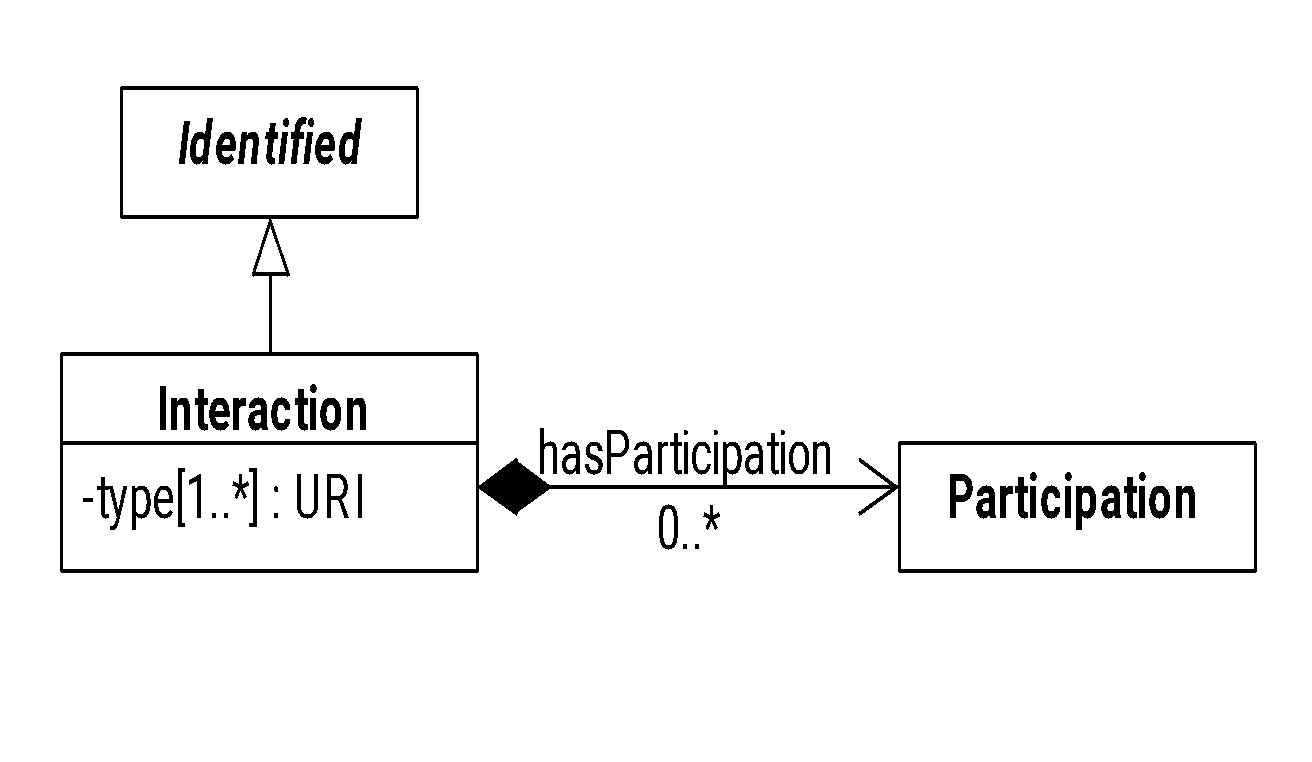 Identified
Interaction
-type[1..*] : URI
hasParticipation
0..*
Participation